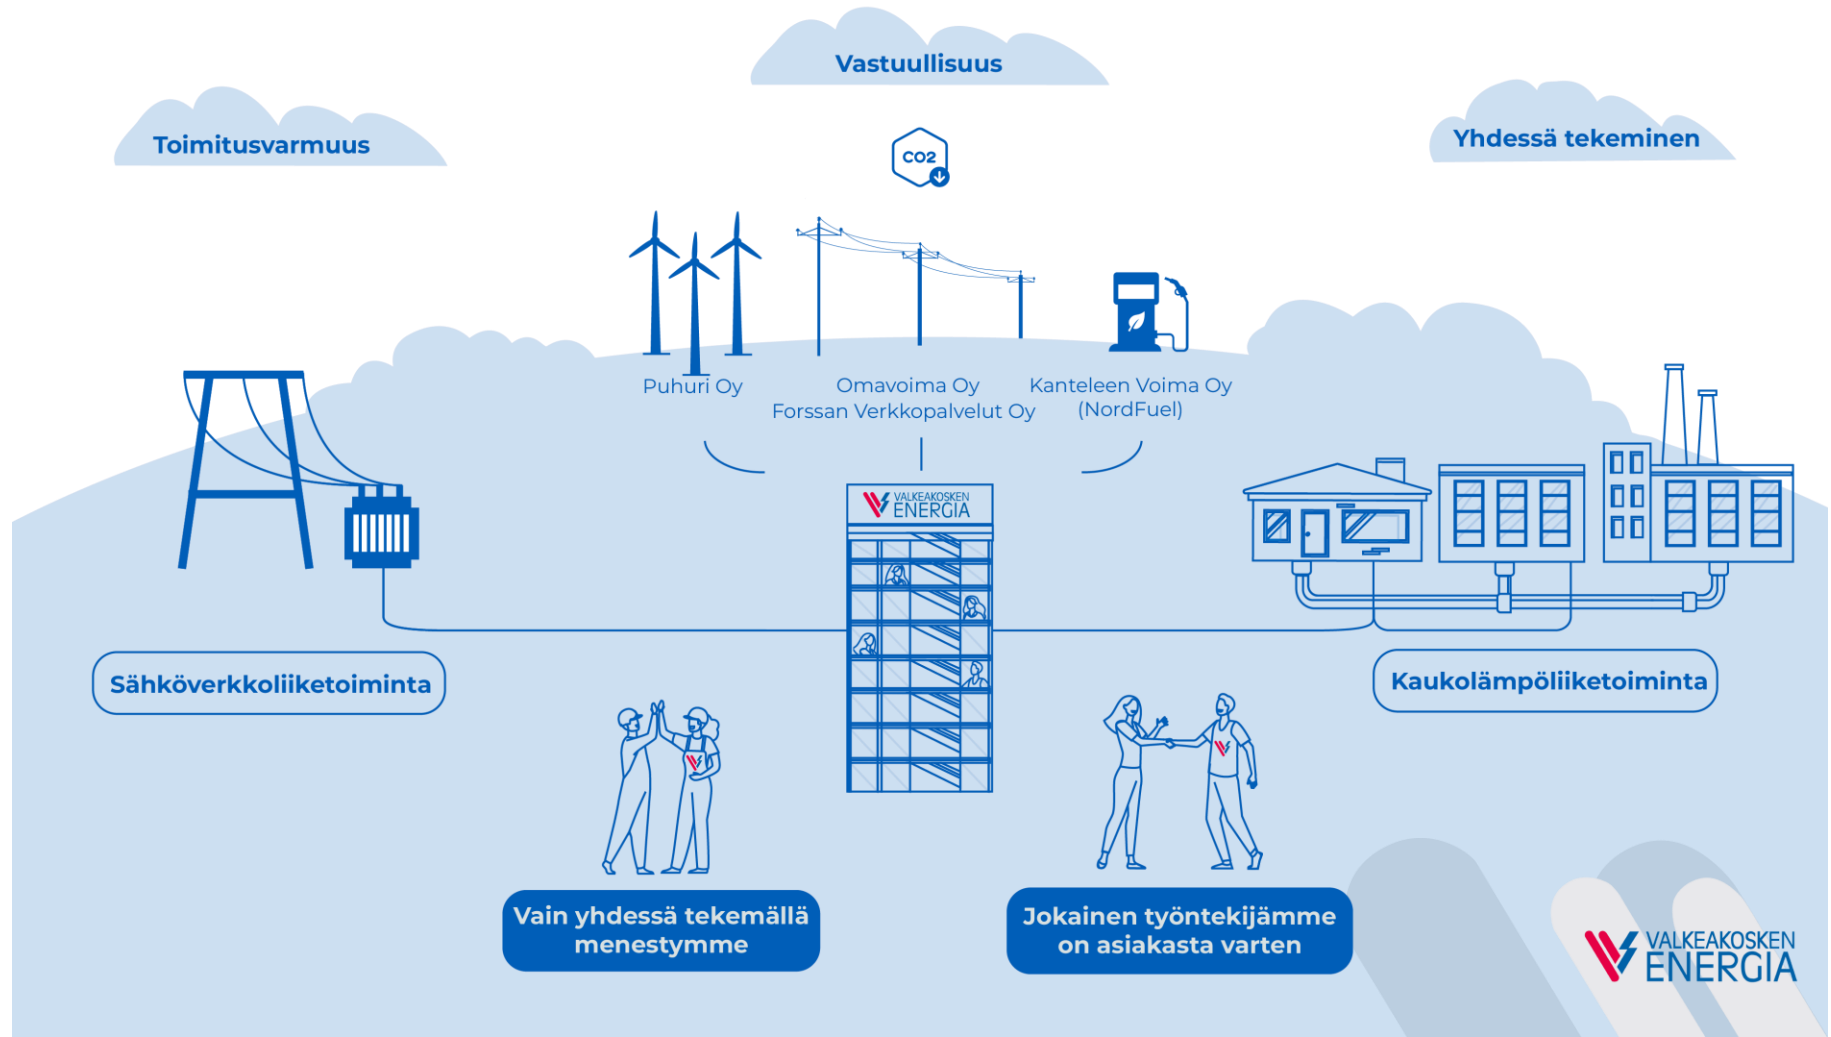 Vastuullisuus
Toimitusvarmuus
Yhdessä tekeminen
CO2
Puhuri Oy
Omavoima Oy
Forssan Verkkopalvelut Oy
Kanteleen Voima Oy
(NordFuel)
VALKEAKOSKEN
ENERGIA
Sähköverkkoliiketoiminta
Kaukolämpöliiketoiminta
Vain yhdessä tekemällä
menestymme
Jokainen työntekijämme
on asiakasta varten
VALKEAKOSKEN
ENERGIA